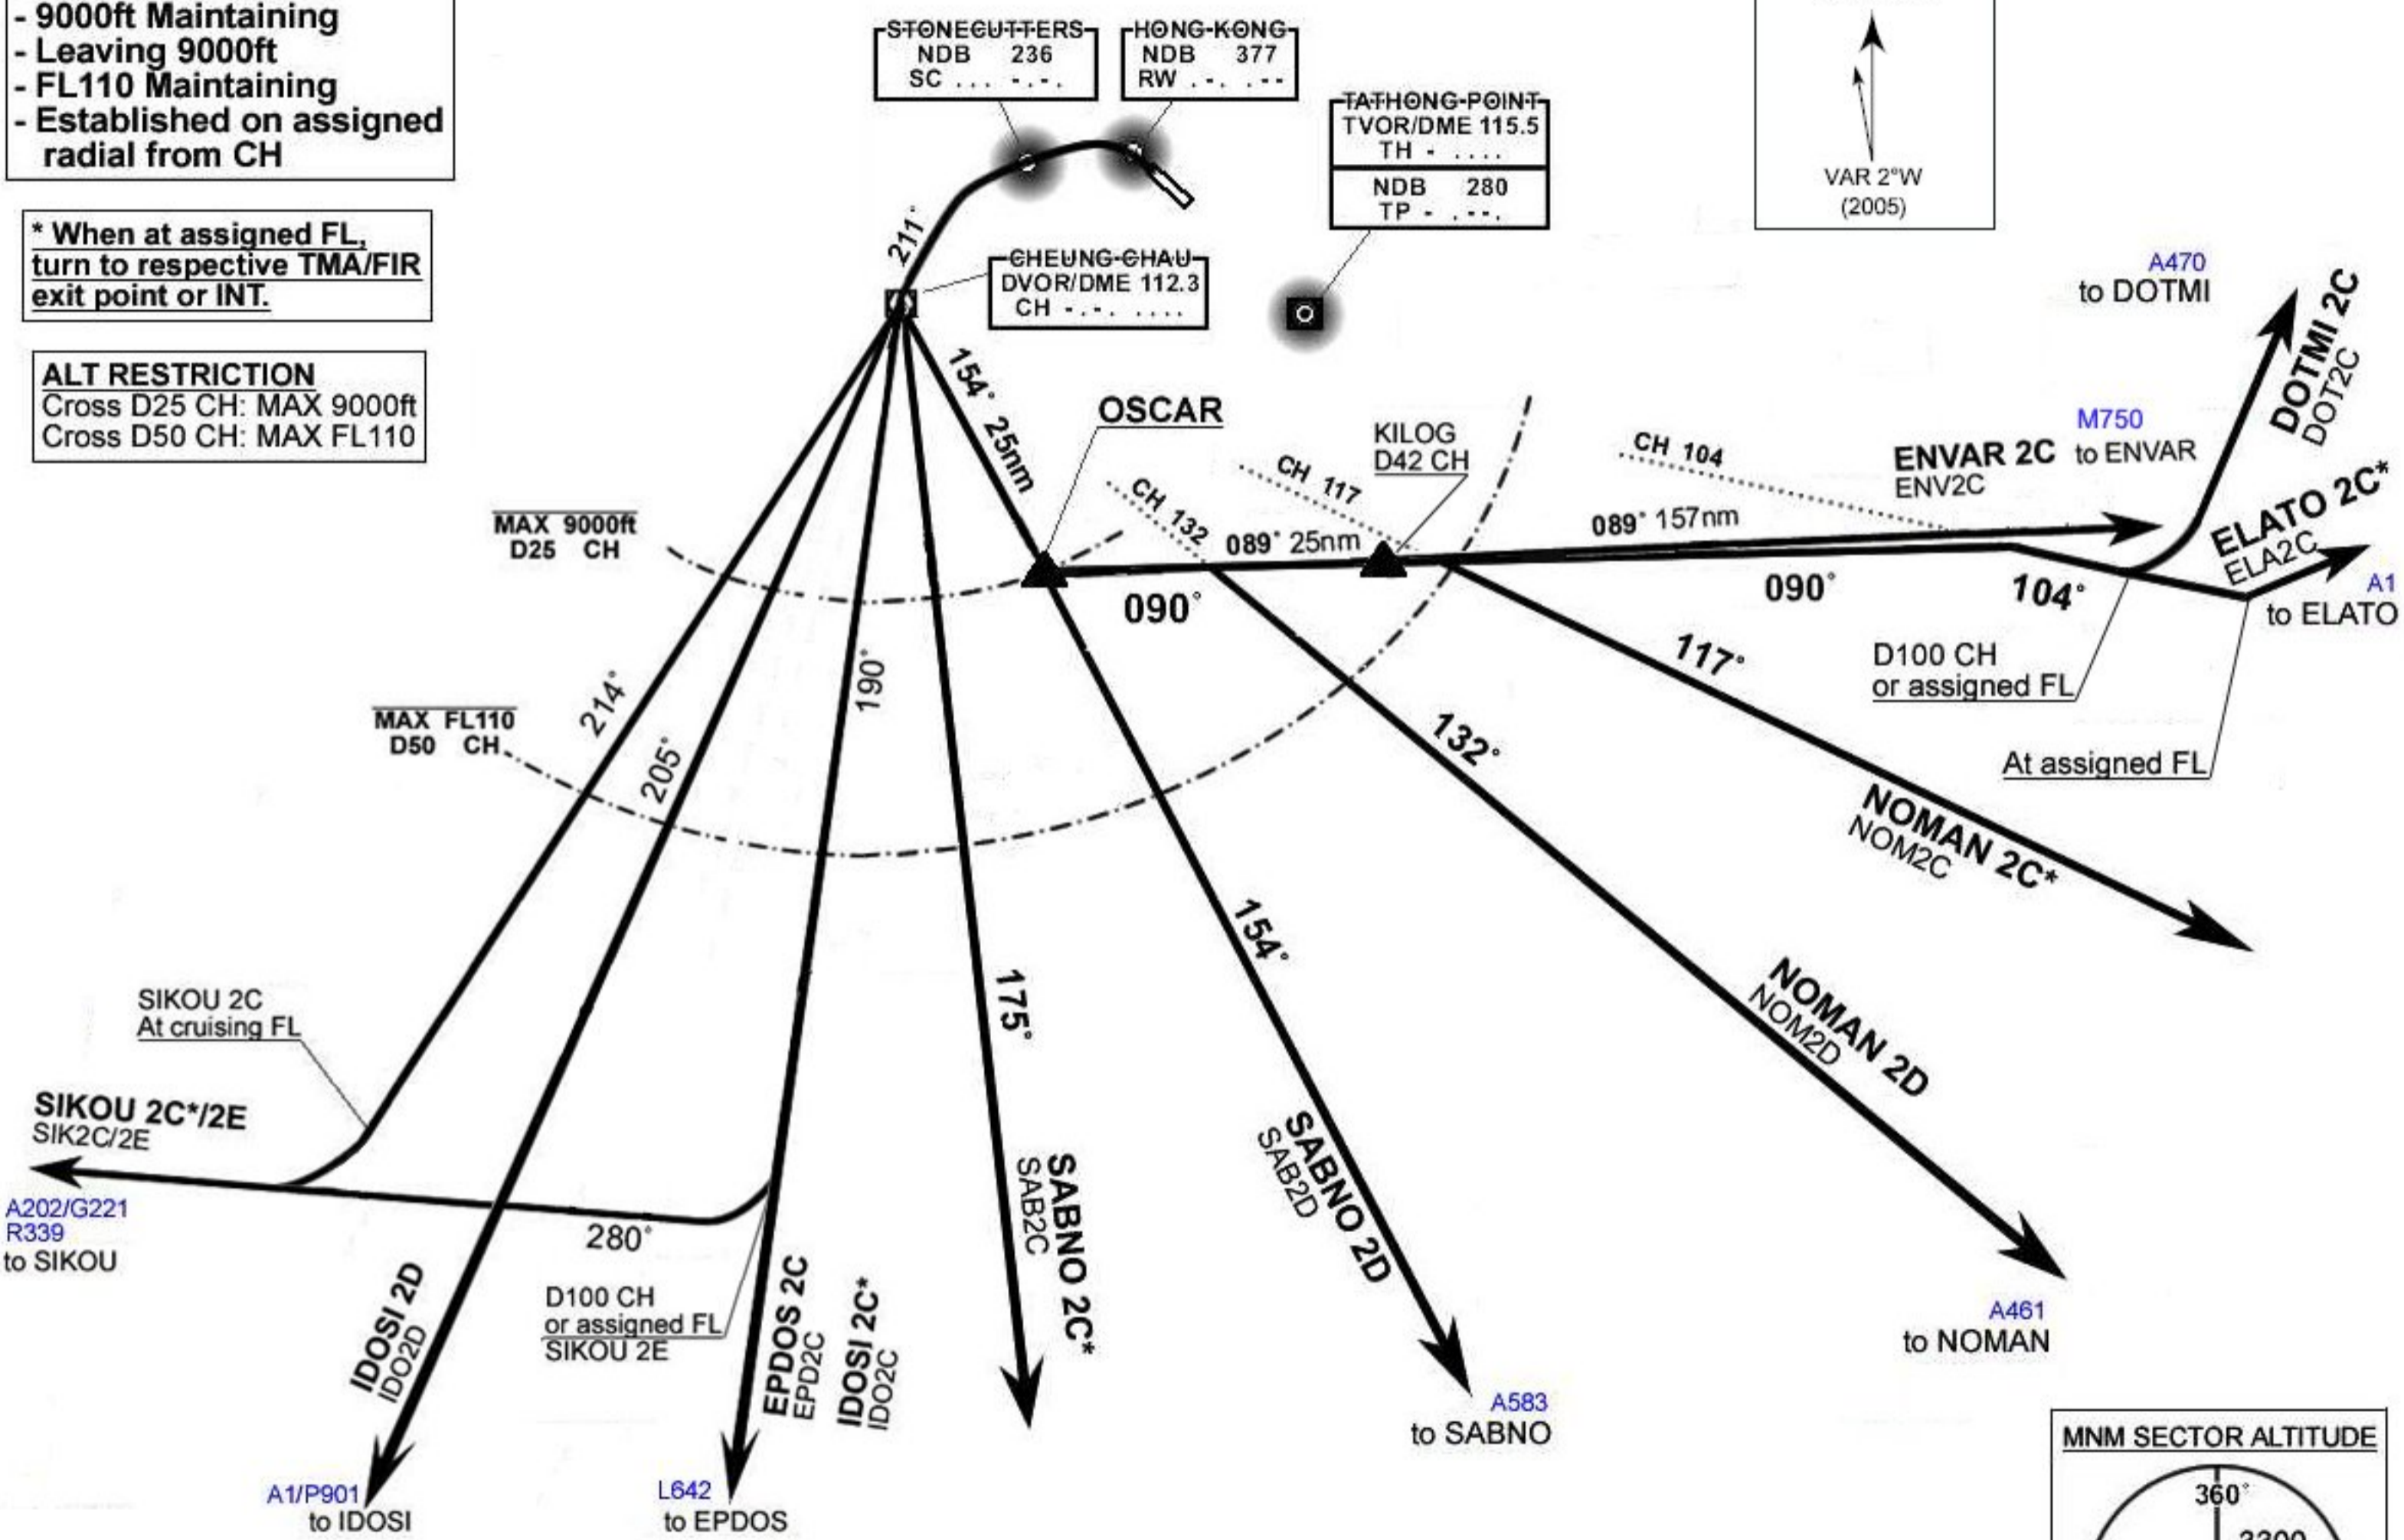 - 9000ft Maintaining
- Leaving 9000ft
- FL110 Maintaining
- Established on assigned
radial from CH
* When at assigned FL,
turn to respective TMA/FIR
exit point or INT.
ALT RESTRICTION
Cross D25 CH: MAX 9000ft
Cross D50 CH: MAX FL110
STONECUTTERS
NDB 236
SC ... -.-.
HONG-KONG
NDB 377
RW .-. .--
TATHONG-POINT
TVOR/DME 115.5
TH - ....
NDB 280
TP - .--.
VAR 2°W
(2005)
211°
CHEUNG-CHAU
DVOR/DME 112.3
CH -.-. ....
A470
to DOTMI
DOTMI 2C
DOT2C
154° 25nm
OSCAR
KILOG
D42 CH
CH 132
CH 117
CH 104
089° 25nm
089° 157nm
M750
ENVAR 2C to ENVAR
ENV2C
ELATO 2C*
ELA2C
A1
to ELATO
MAX 9000ft
D25 CH
090°
090°
104°
D100 CH
or assigned FL
At assigned FL
MAX FL110
D50 CH
214°
205°
190°
117°
132°
NOMAN 2C*
NOM2C
154°
175°
NOMAN 2D
NOM2D
SIKOU 2C
At cruising FL
SIKOU 2C*/2E
SIK2C/2E
A202/G221
R339
to SIKOU
280°
D100 CH
or assigned FL
SIKOU 2E
IDOSI 2D
IDO2D
EPDOS 2C
EPD2C
IDOSI 2C*
IDO2C
SABNO 2C*
SAB2C
SABNO 2D
SAB2D
A461
to NOMAN
A583
to SABNO
A1/P901
to IDOSI
L642
to EPDOS
MNM SECTOR ALTITUDE
360°